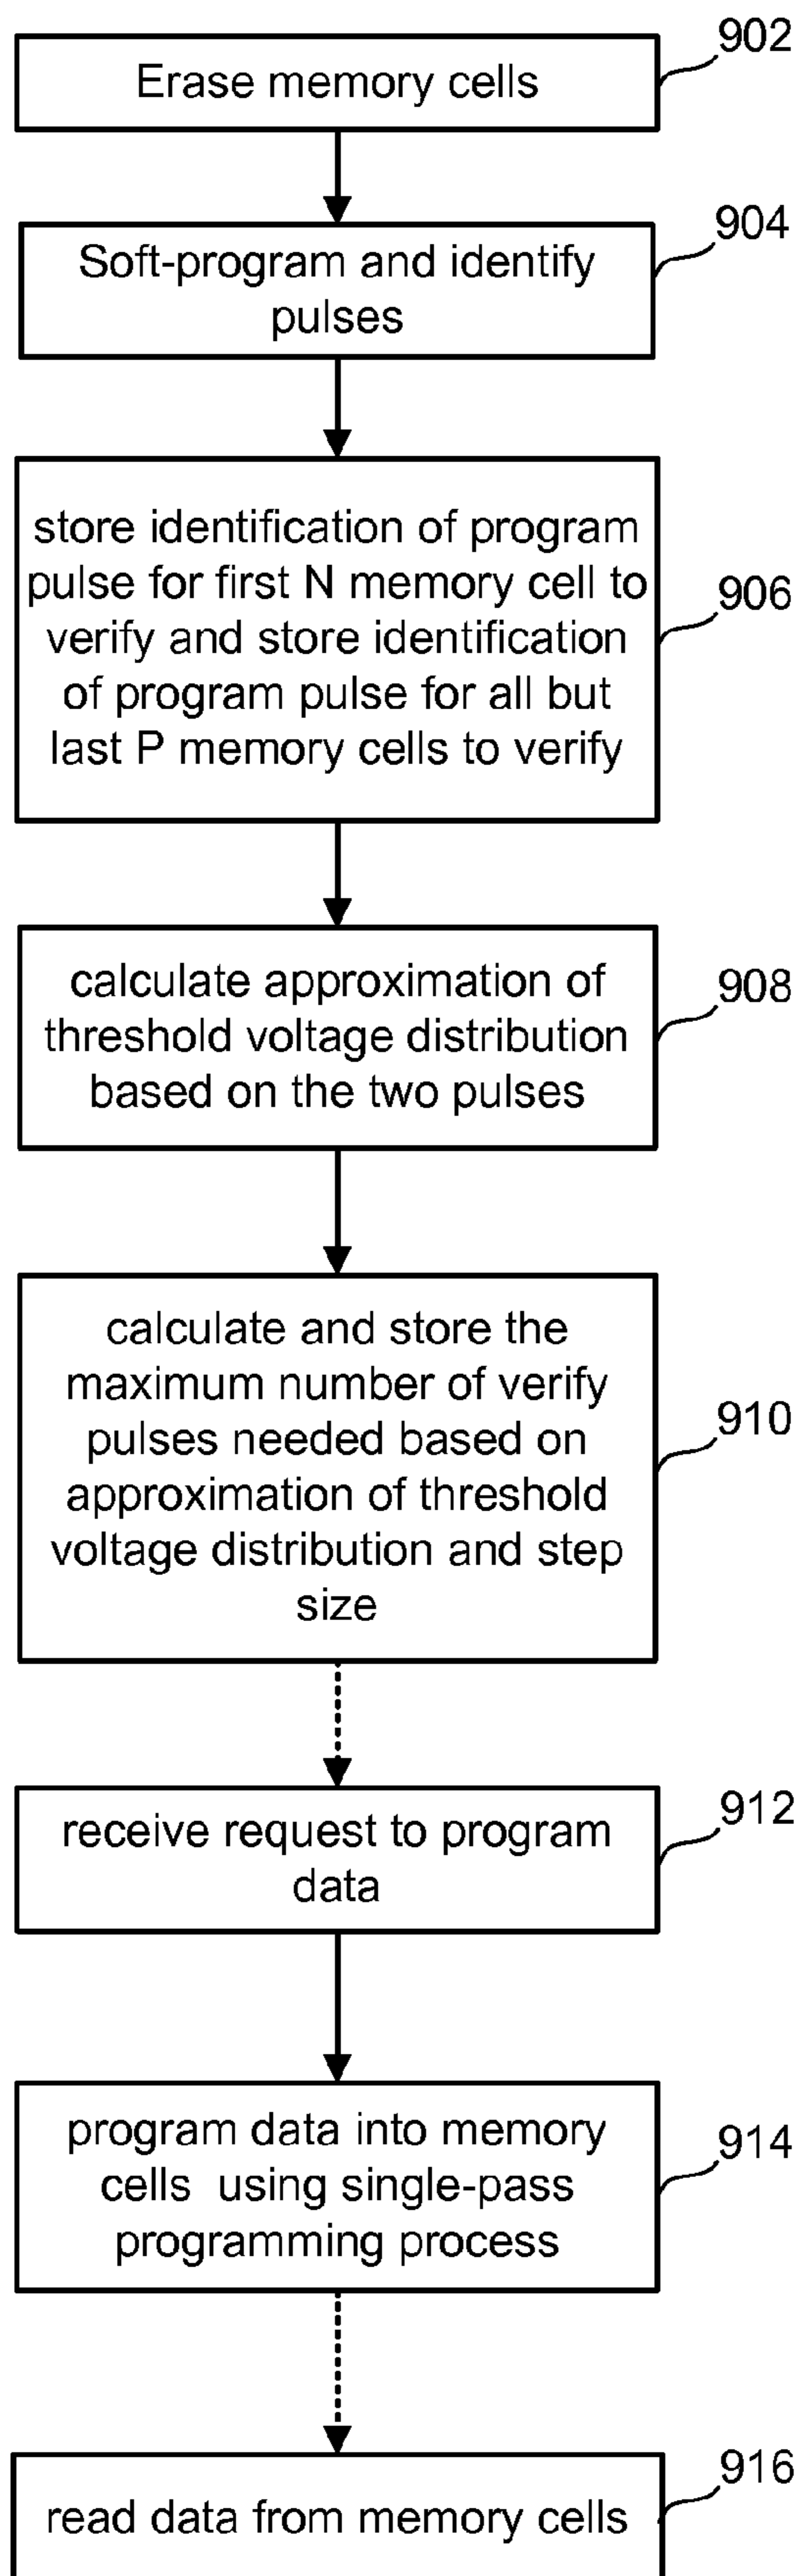 902
Erase memory cells
904
Soft-program and identify
pulses
store identification of program
pulse for first N memory cell to
906
verify and store identification
of program pulse for all but
last P memory cells to verify
calculate approximation of
908
threshold voltage distribution
based on the two pulses
calculate and store the
maximum number of verify
910
pulses needed based on
approximation of threshold
voltage distribution and step
size
912
receive request to program
data
program data into memory
914
cells using single-pass
programming process
916
read data from memory cells